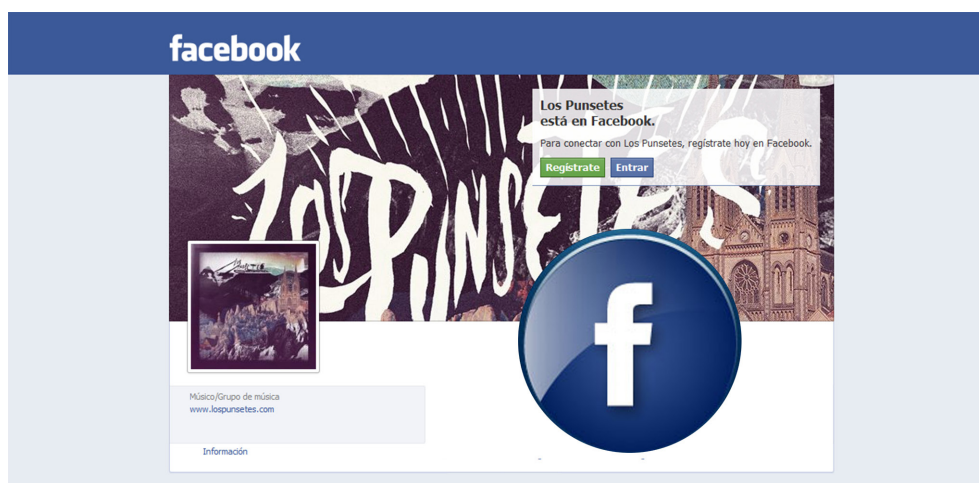 facebook
LOS PUNSETES
Los Punsetes
está en Facebook.
Para conectar con Los Punsetes, regístrate hoy en Facebook.
Regístrate Entrar
f
Músico/Grupo de música
www.lospunsetes.com
Información